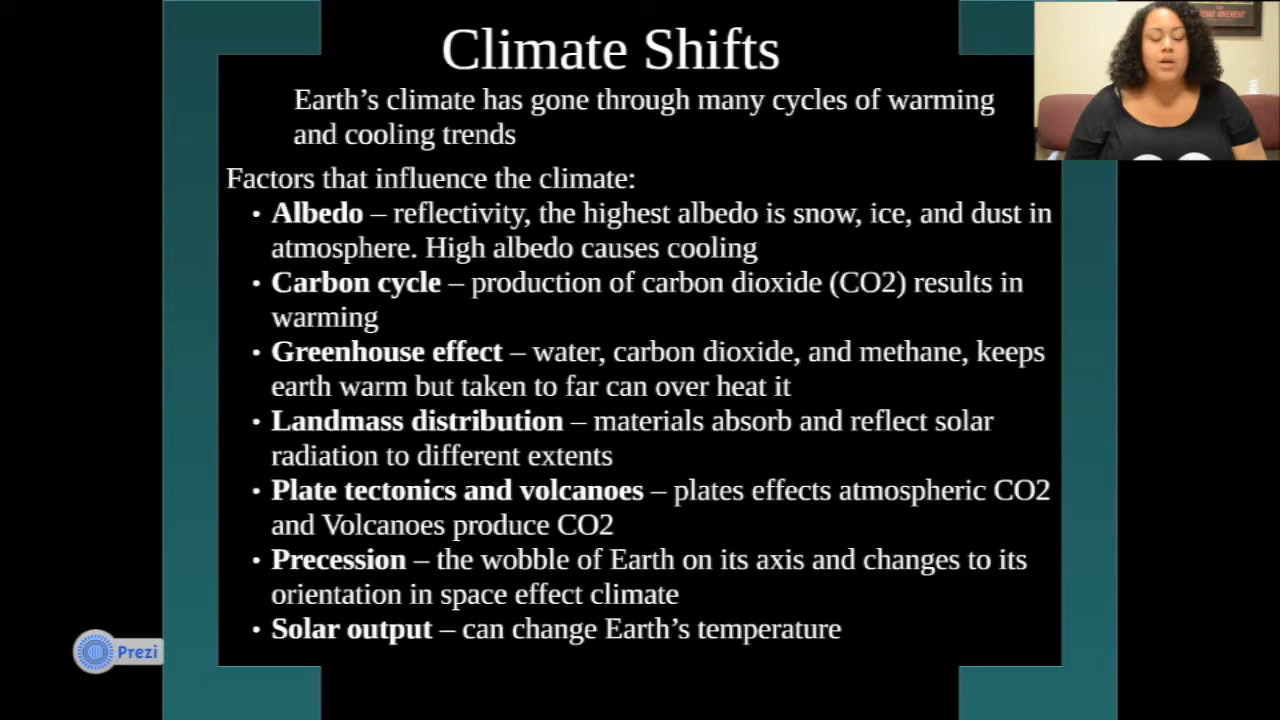 Climate Shifts
Earth's climate has gone through many cycles of warming
and cooling trends
Factors that influence the climate:
• Albedo – reflectivity, the highest albedo is snow, ice, and dust in
atmosphere. High albedo causes cooling
• Carbon cycle – production of carbon dioxide (CO2) results in
warming
• Greenhouse effect – water, carbon dioxide, and methane, keeps
earth warm but taken to far can over heat it
• Landmass distribution – materials absorb and reflect solar
radiation to different extents
• Plate tectonics and volcanoes – plates effects atmospheric CO2
and Volcanoes produce CO2
• Precession – the wobble of Earth on its axis and changes to its
orientation in space effect climate
• Solar output – can change Earth's temperature
Prezi
MOVEMENT